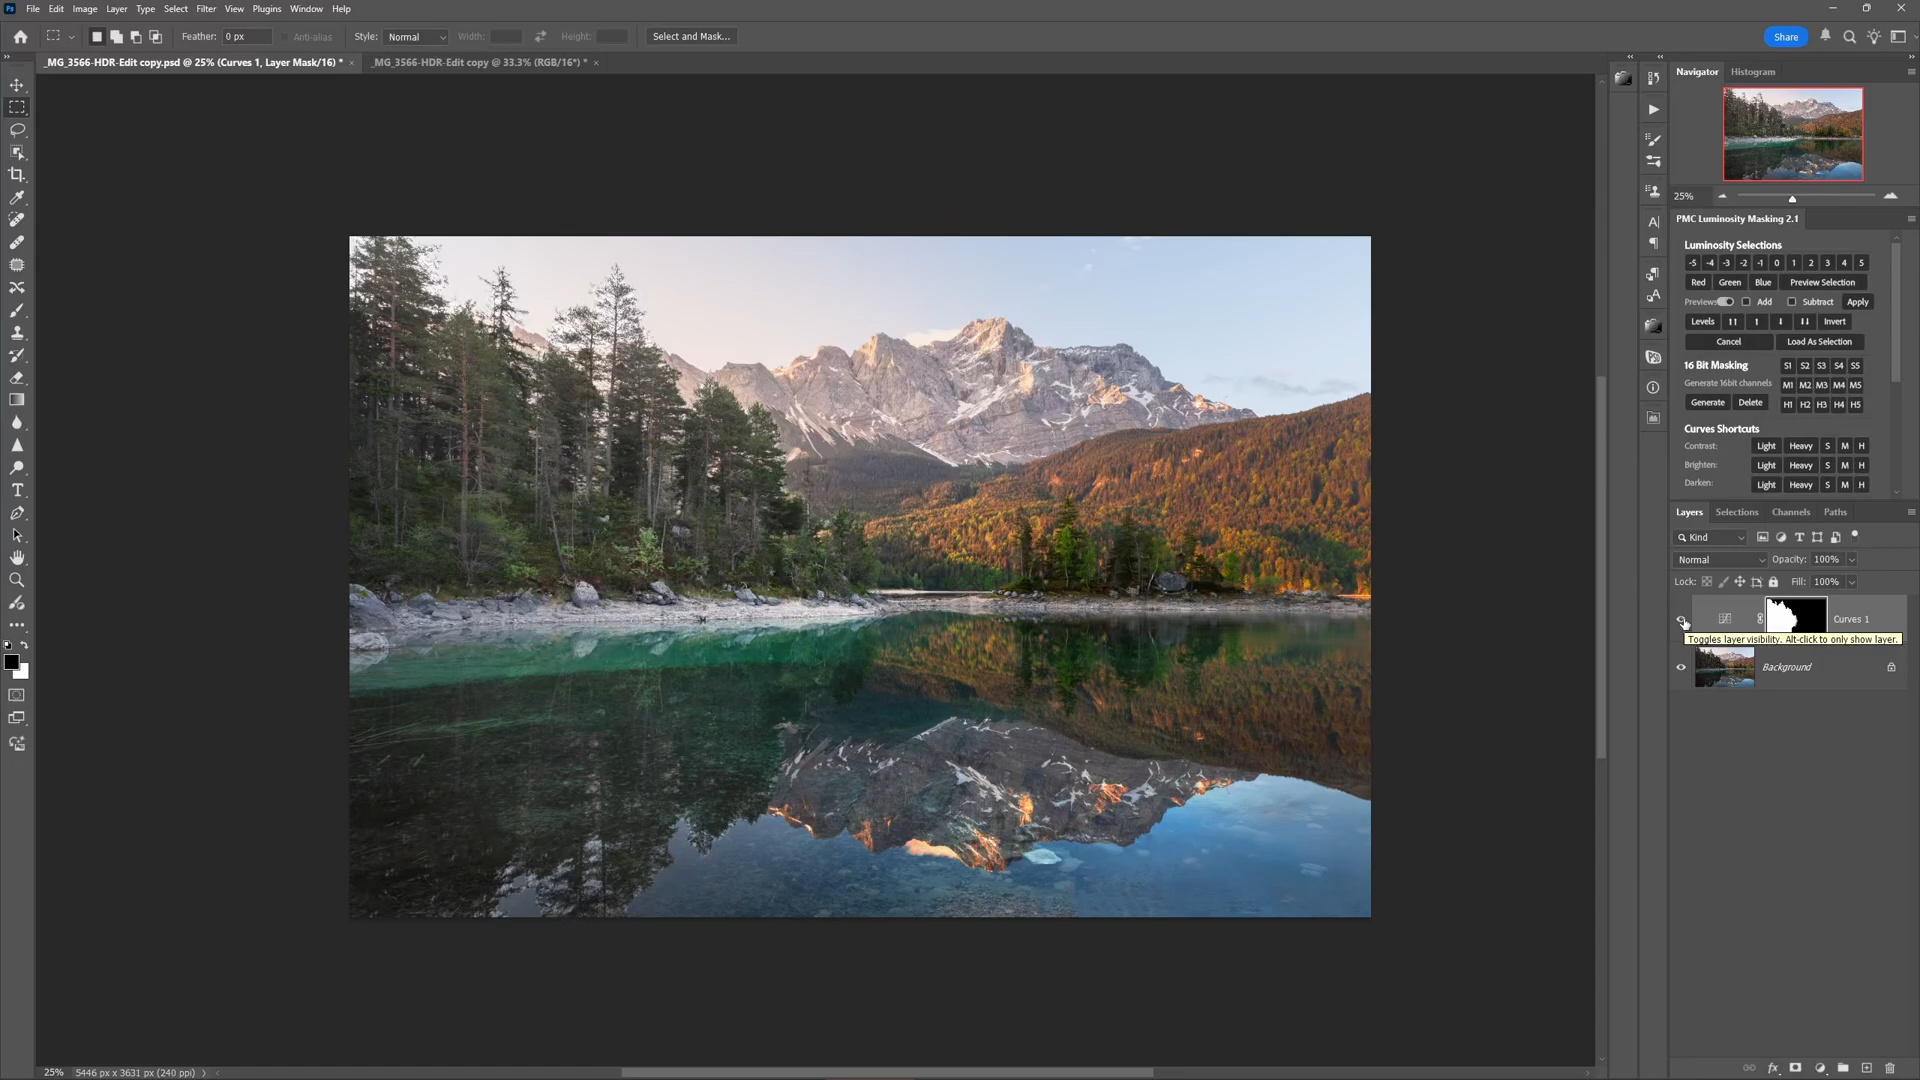 Ps File Edit Image Layer Type Select Filter View Plugins Window Help
Feather: 0 px Anti-alias Style: Normal Width: Height: Select and Mask... Share
_MG_3566-HDR-Edit copy.psd @ 25% (Curves 1, Layer Mask/16) * × _MG_3566-HDR-Edit copy @ 33.3% (RGB/16*) * ×
Navigator Histogram
25%
PMC Luminosity Masking 2.1
Luminosity Selections
-5 -4 -3 -2 -1 0 1 2 3 4 5
Red Green Blue Preview Selection
Previews Add Subtract Apply
Levels Invert
Cancel Load As Selection
16 Bit Masking S1 S2 S3 S4 S5
Generate 16bit channels M1 M2 M3 M4 M5
Generate Delete H1 H2 H3 H4 H5
Curves Shortcuts
Contrast: Light Heavy S M H
Brighten: Light Heavy S M H
Darken: Light Heavy S M H
Layers Selections Channels Paths
Kind
Normal Opacity: 100%
Lock: Fill: 100%
Curves 1
Toggles layer visibility. Alt-click to only show layer.
Background
25% 5446 px x 3631 px (240 ppi)